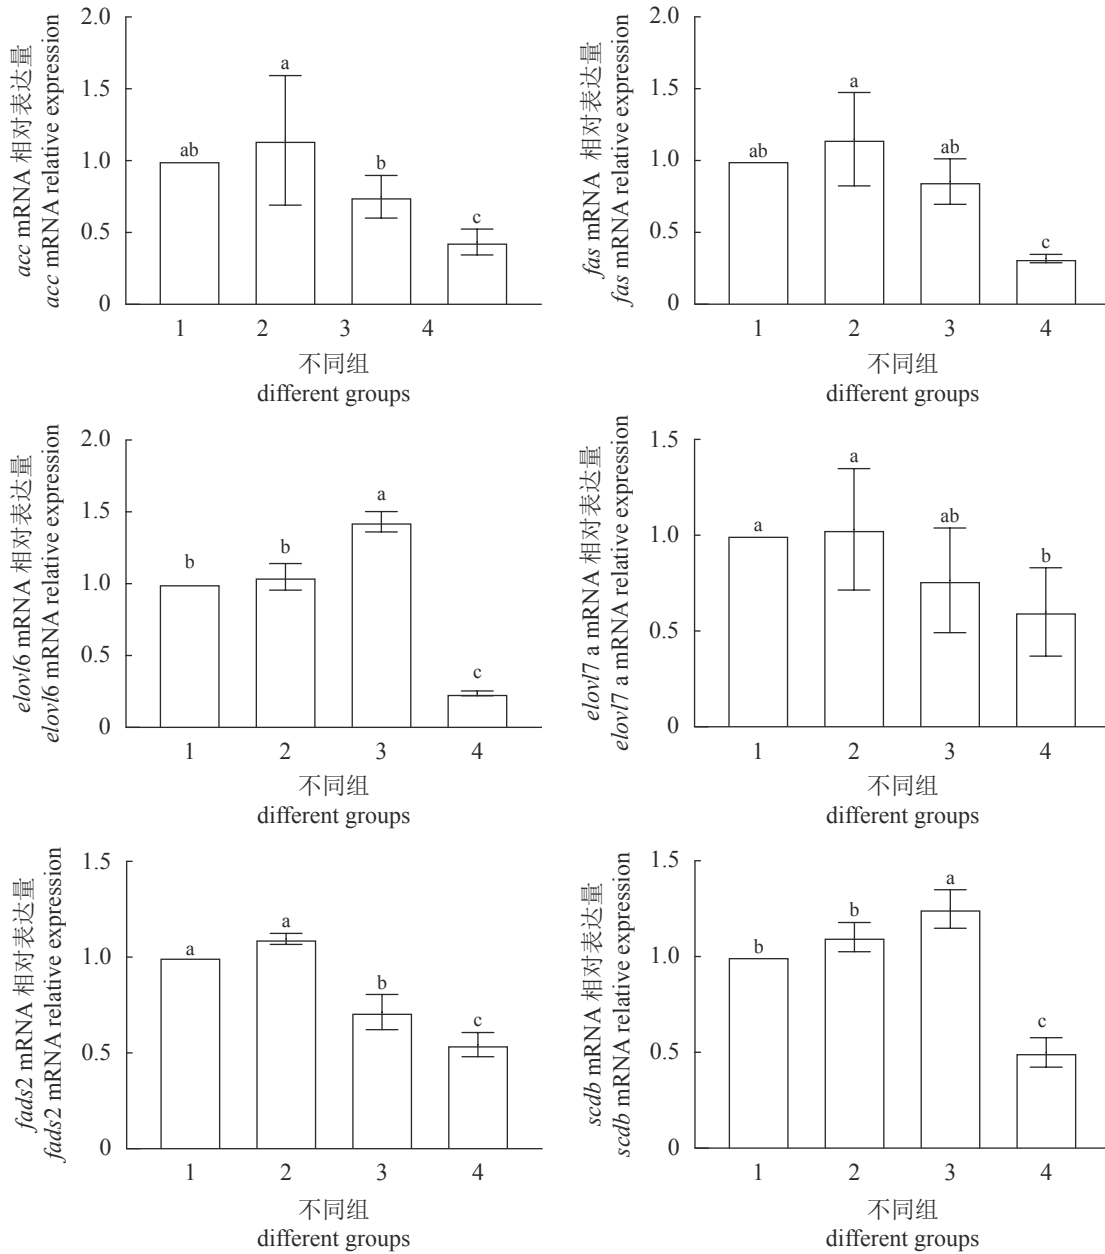 acc mRNA 相对表达量
acc mRNA relative expression
2.0
1.5
1.0
0.5
0
ab
a
b
c
1 2 3 4
不同组
different groups
fas mRNA 相对表达量
fas mRNA relative expression
2.0
1.5
1.0
0.5
0
ab
a
ab
c
1 2 3 4
不同组
different groups
elovl6 mRNA 相对表达量
elovl6 mRNA relative expression
2.0
1.5
1.0
0.5
0
b
b
a
c
1 2 3 4
不同组
different groups
elovl7 a mRNA 相对表达量
elovl7 a mRNA relative expression
1.5
1.0
0.5
0
a
a
ab
b
1 2 3 4
不同组
different groups
fads2 mRNA 相对表达量
fads2 mRNA relative expression
1.5
1.0
0.5
0
a
a
b
c
1 2 3 4
不同组
different groups
scdb mRNA 相对表达量
scdb mRNA relative expression
1.5
1.0
0.5
0
b
b
a
c
1 2 3 4
不同组
different groups